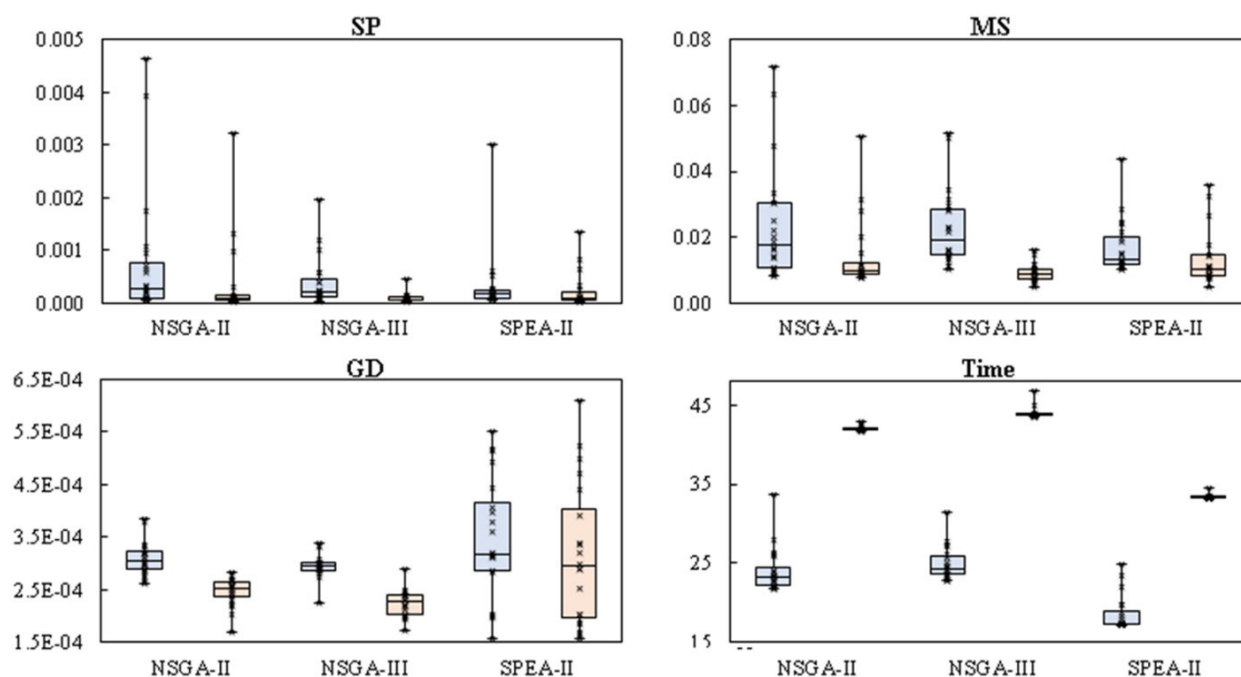 SP
0.005
0.004
0.003
0.002
0.001
0.000
NSGA-II NSGA-III SPEA-II
MS
0.08
0.06
0.04
0.02
0.00
NSGA-II NSGA-III SPEA-II
GD
6.5E-04
5.5E-04
4.5E-04
3.5E-04
2.5E-04
1.5E-04
NSGA-II NSGA-III SPEA-II
Time
45
35
25
15
NSGA-II NSGA-III SPEA-II